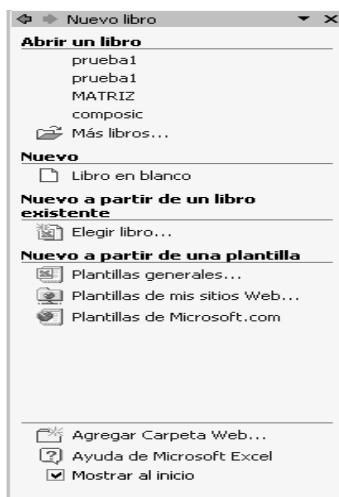 Nuevo libro
Abrir un libro
prueba1
prueba1
MATRIZ
composic
Más libros...
Nuevo
Libro en blanco
Nuevo a partir de un libro
existente
Elegir libro...
Nuevo a partir de una plantilla
Plantillas generales...
Plantillas de mis sitios Web...
Plantillas de Microsoft.com
Agregar Carpeta Web...
Ayuda de Microsoft Excel
Mostrar al inicio